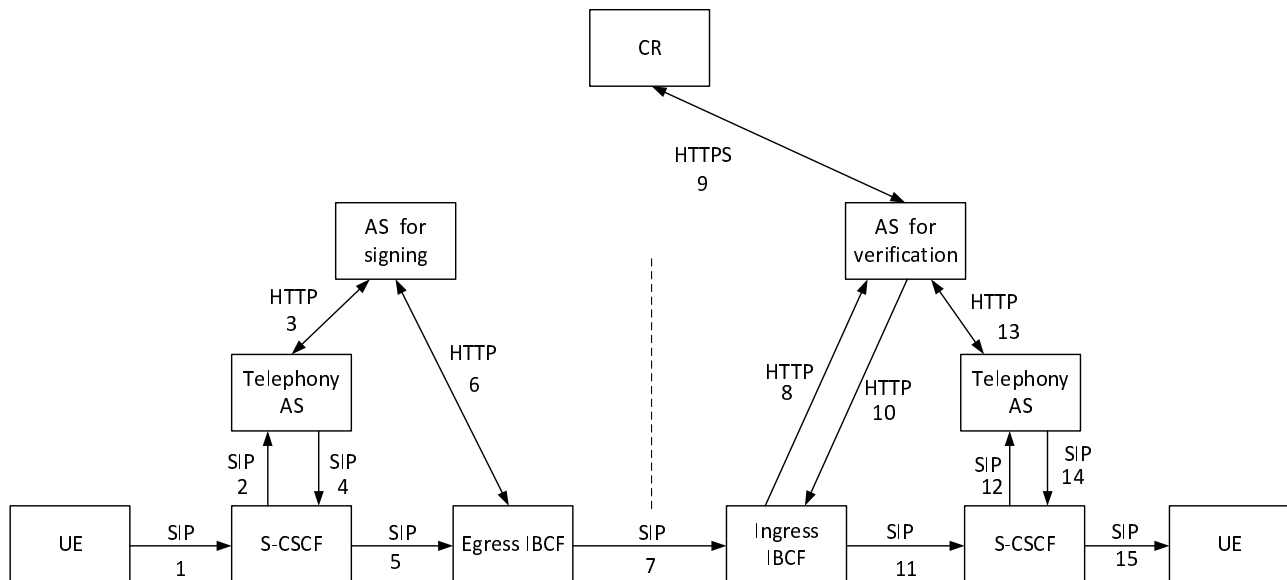 CR
HTTPS
9
AS for
signing
AS for
verification
HTTP
3
HTTP
13
HTTP
6
Telephony
AS
HTTP
8
HTTP
10
Telephony
AS
SIP
2
SIP
4
SIP
12
SIP
14
UE
SIP
1
S-CSCF
SIP
5
Egress IBCF
SIP
7
Ingress
IBCF
SIP
11
S-CSCF
SIP
15
UE